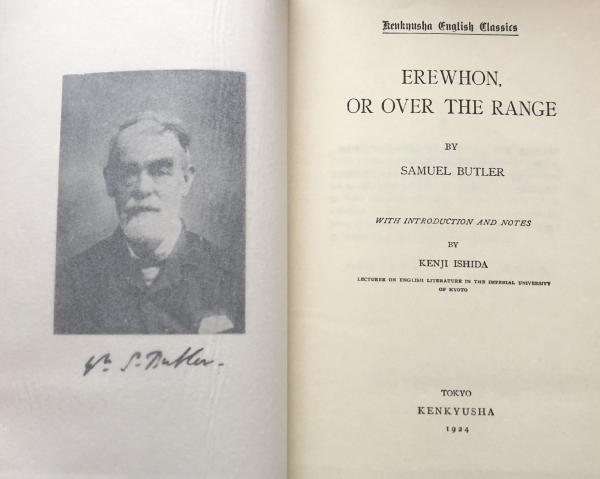 S. Butler.
Kenkyusha English Classics
EREWHON,
OR OVER THE RANGE
BY
SAMUEL BUTLER
WITH INTRODUCTION AND NOTES
BY
KENJI ISHIDA
LECTURER ON ENGLISH LITERATURE IN THE IMPERIAL UNIVERSITY
OF KYOTO
TOKYO
KENKYUSHA
1924